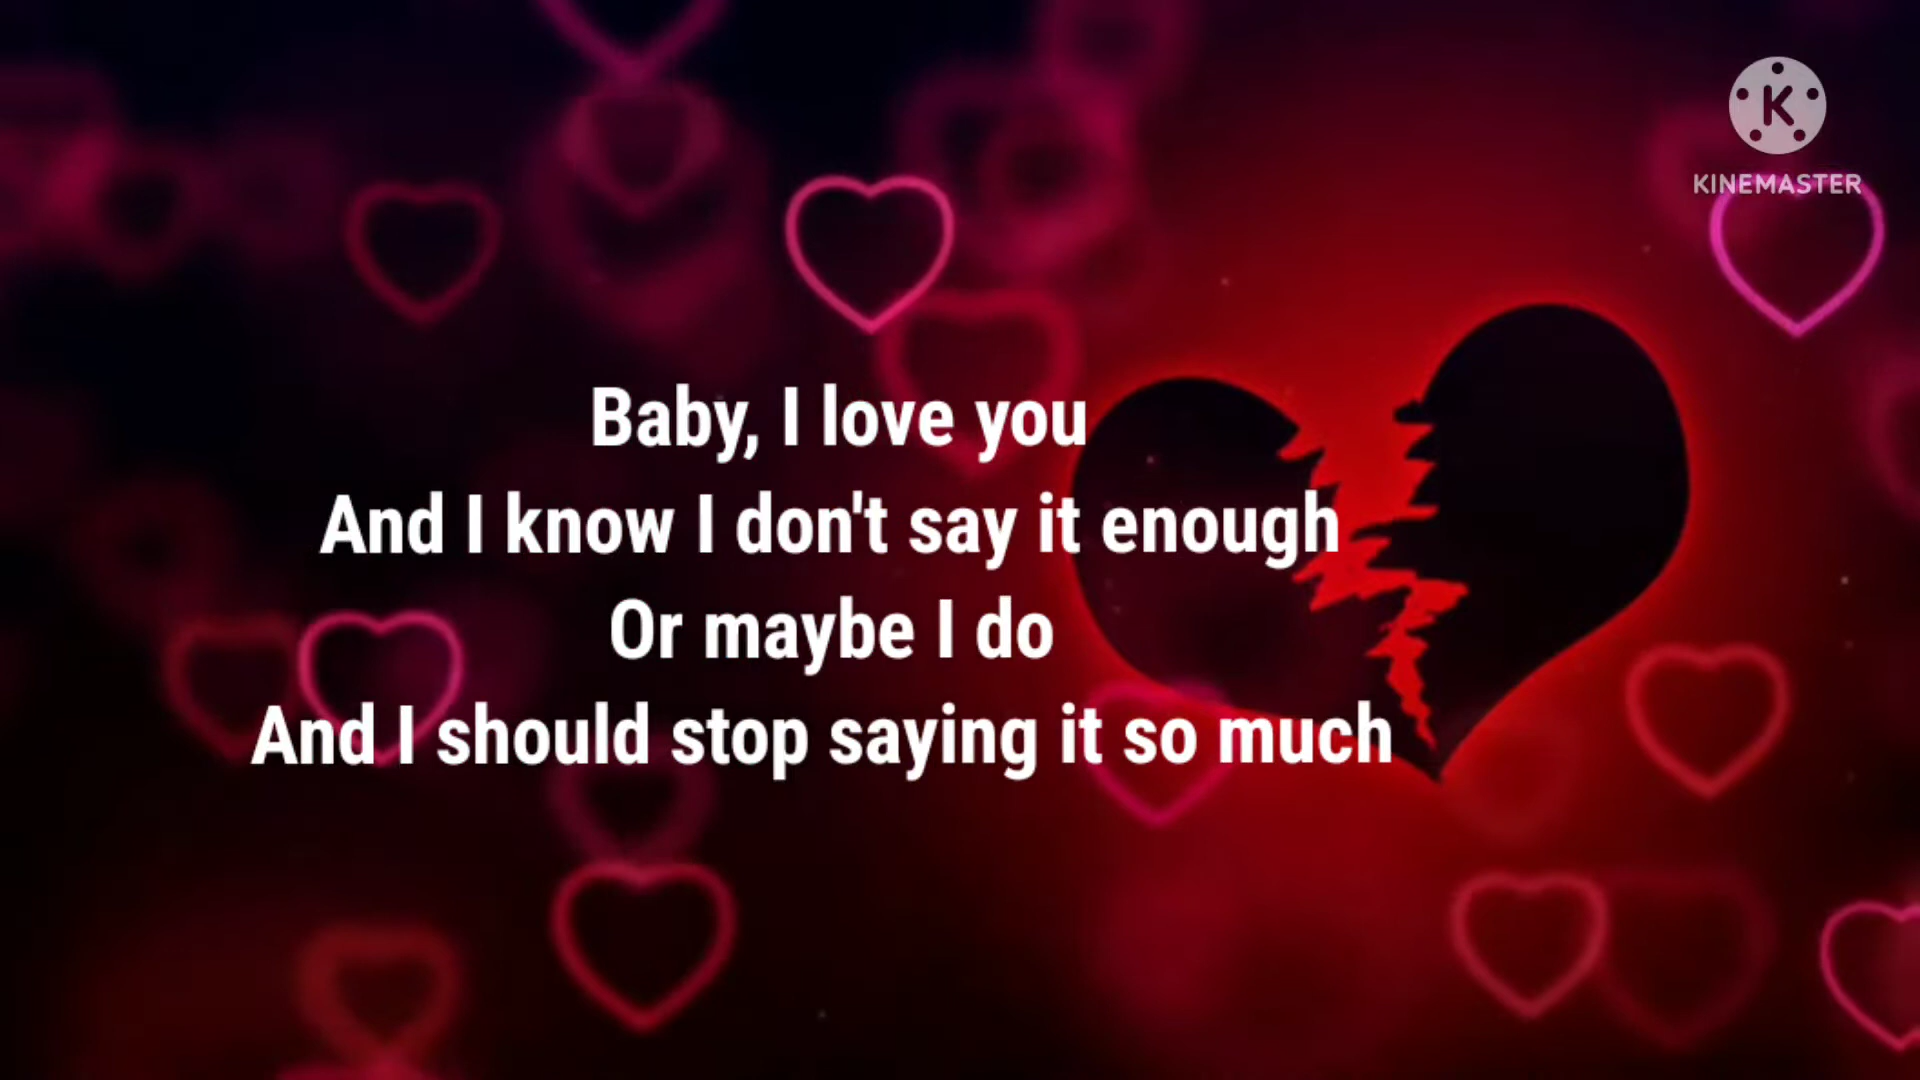 K
KINEMASTER
Baby, I love you
And I know I don't say it enough
Or maybe I do
And I should stop saying it so much